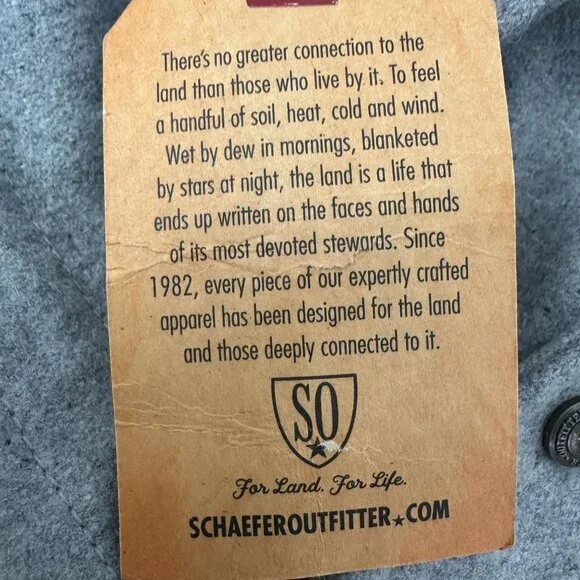 There's no greater connection to the
land than those who live by it. To feel
a handful of soil, heat, cold and wind.
Wet by dew in mornings, blanketed
by stars at night, the land is a life that
ends up written on the faces and hands
of its most devoted stewards. Since
1982, every piece of our expertly crafted
apparel has been designed for the land
and those deeply connected to it.
SO
For Land. For Life.
SCHAEFEROUTFITTER★COM